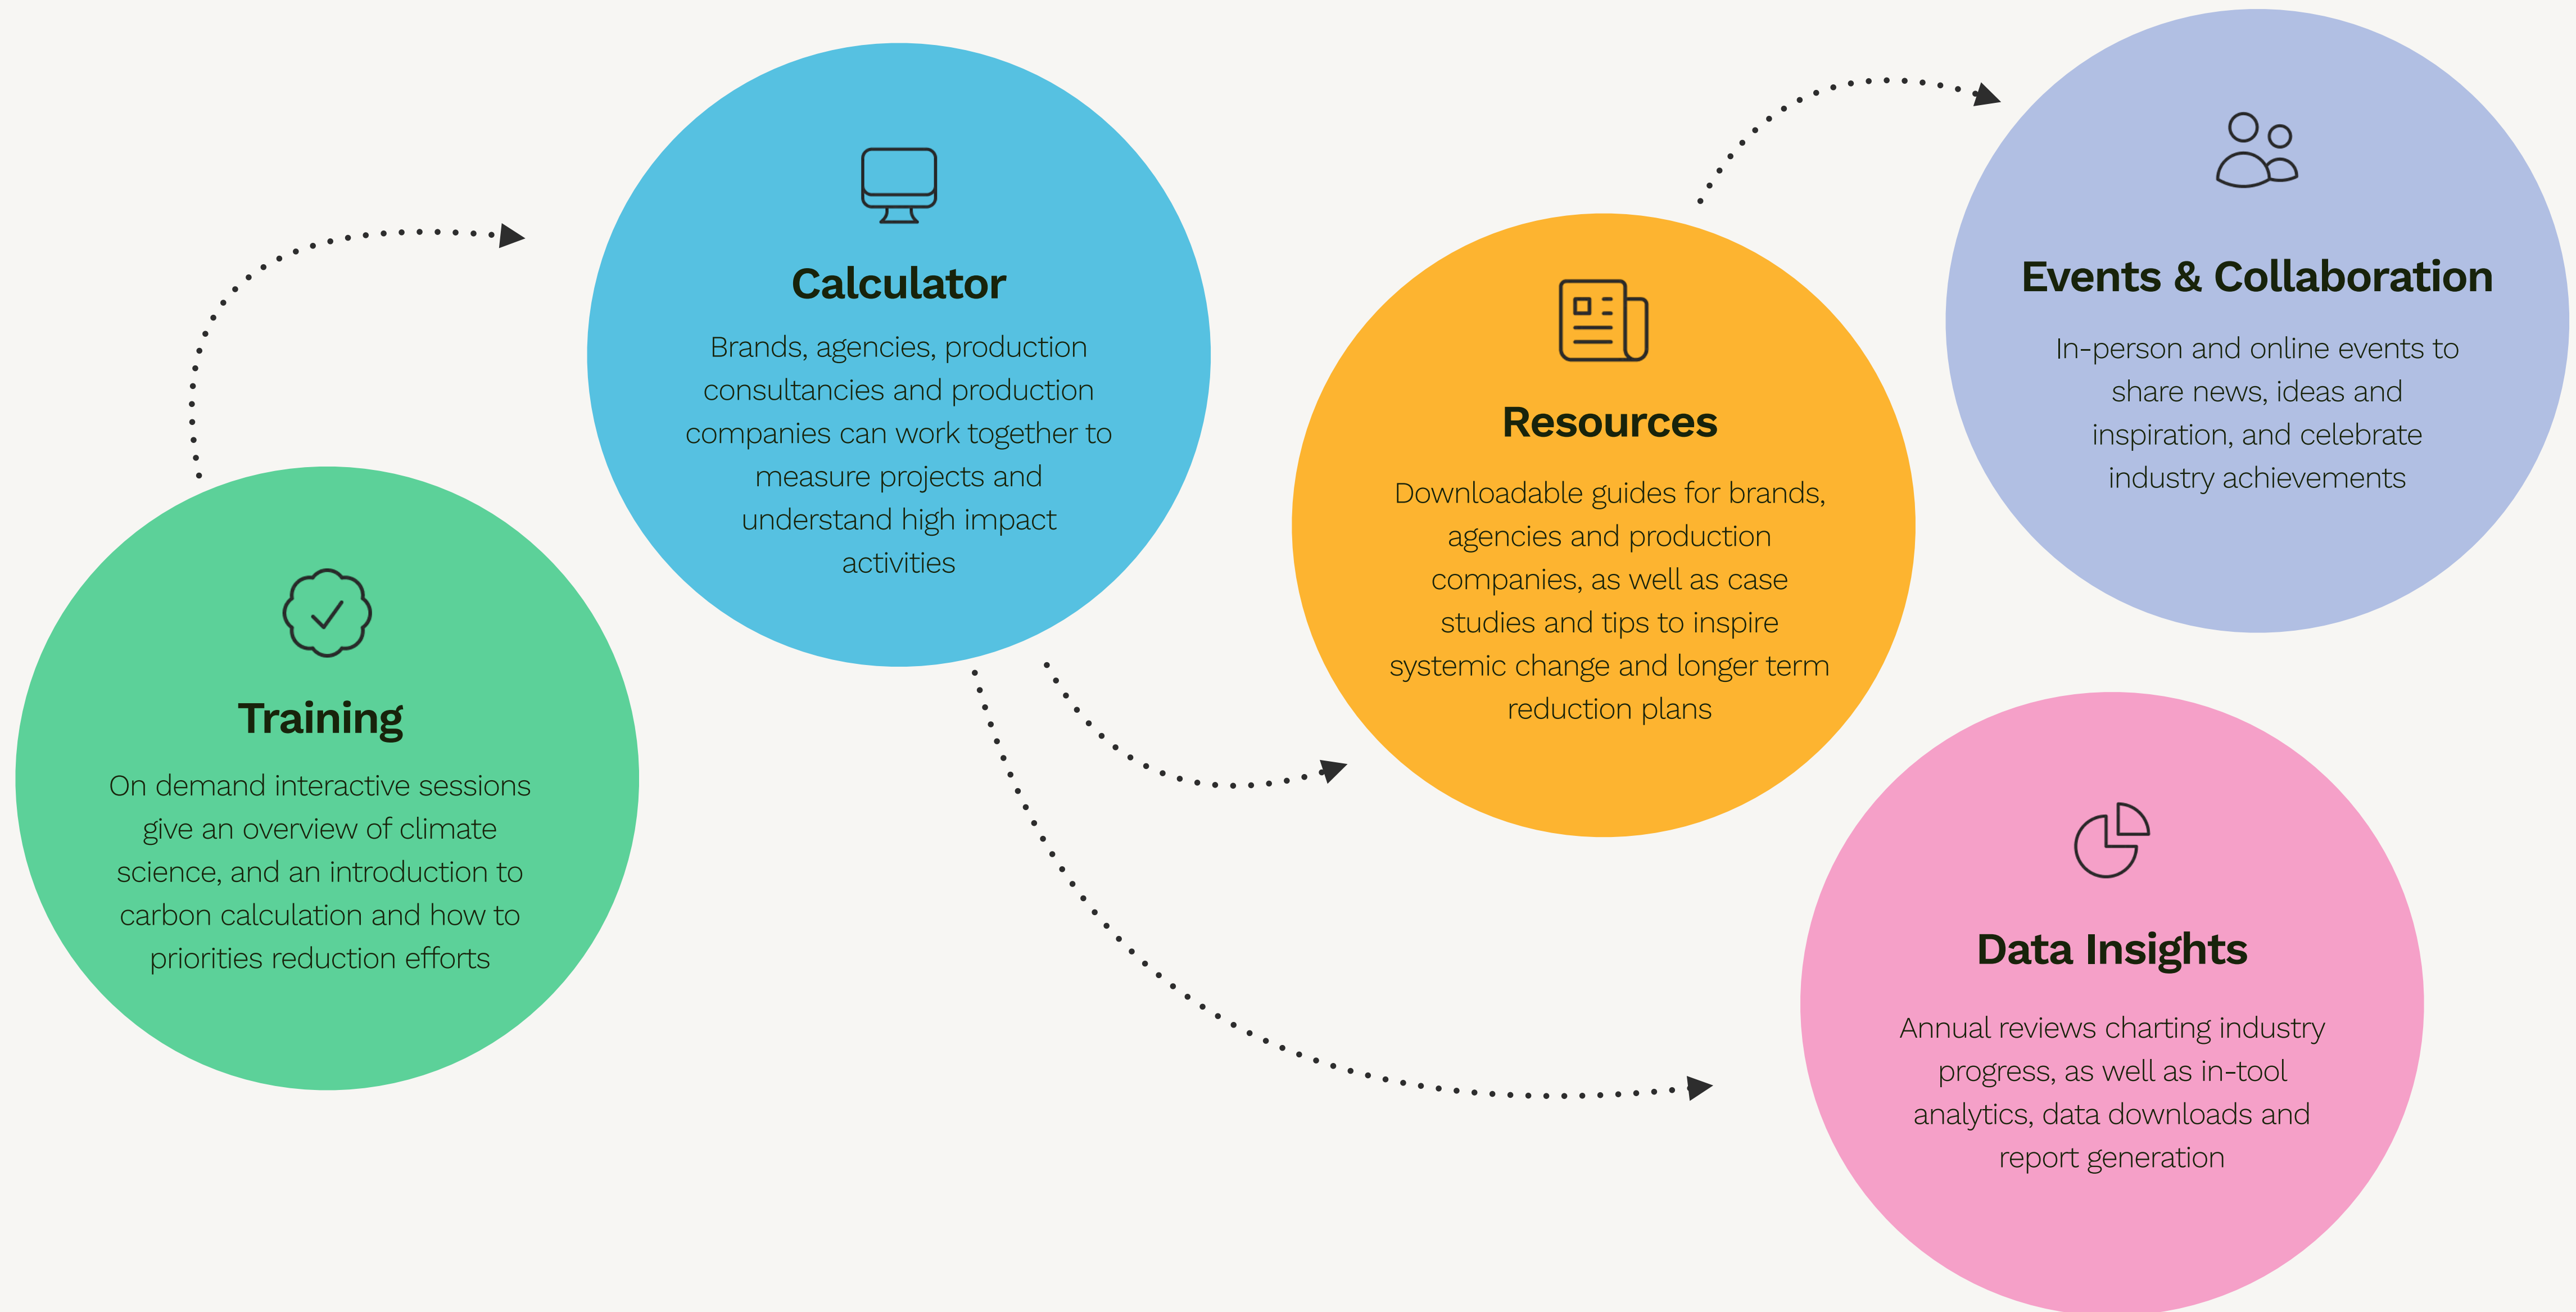 Training
On demand interactive sessions
give an overview of climate
science, and an introduction to
carbon calculation and how to
priorities reduction efforts
Calculator
Brands, agencies, production
consultancies and production
companies can work together to
measure projects and
understand high impact
activities
Resources
Downloadable guides for brands,
agencies and production
companies, as well as case
studies and tips to inspire
systemic change and longer term
reduction plans
Events & Collaboration
In-person and online events to
share news, ideas and
inspiration, and celebrate
industry achievements
Data Insights
Annual reviews charting industry
progress, as well as in-tool
analytics, data downloads and
report generation